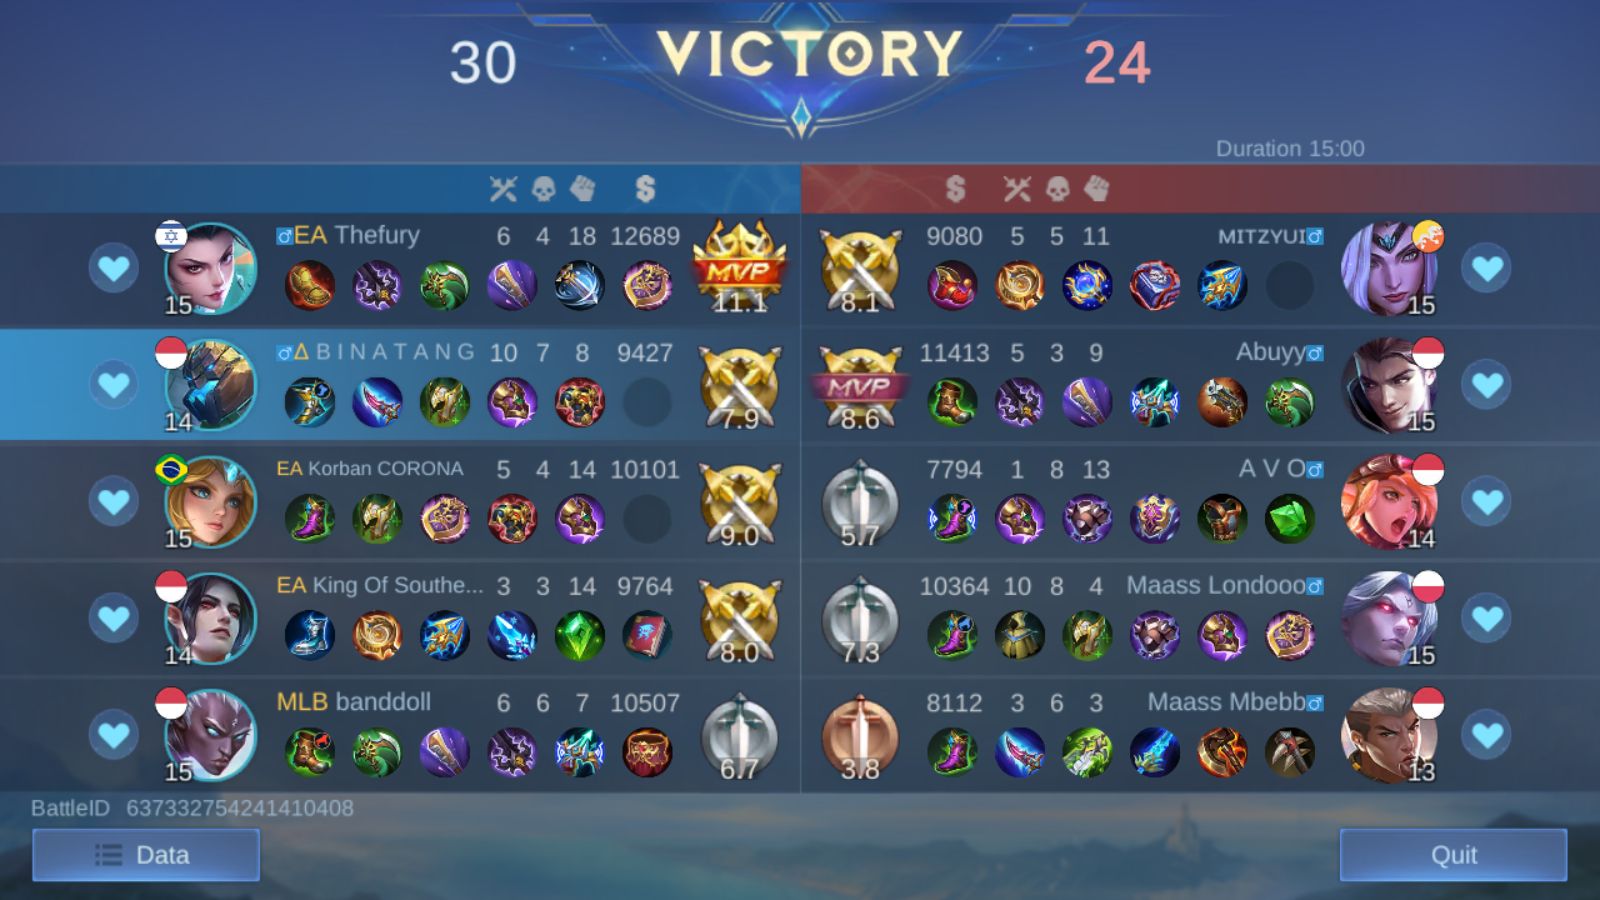 30 VICTORY 24
Duration 15:00
EA Thefury 6 4 18 12689 MVP 11.1 15
8.1 9080 5 5 11 MITZYUI 15
Δ B I N A T A N G 10 7 8 9427 7.9 14
MVP 8.6 11413 5 3 9 Abuyy 15
EA Korban CORONA 5 4 14 10101 9.0 15
5.7 7794 1 8 13 A V O 14
EA King Of Southe... 3 3 14 9764 8.0 14
7.3 10364 10 8 4 Maass Londooo 15
MLB banddoll 6 6 7 10507 6.7 15
3.8 8112 3 6 3 Maass Mbebb 13
BattleID 637332754241410408
Data
Quit